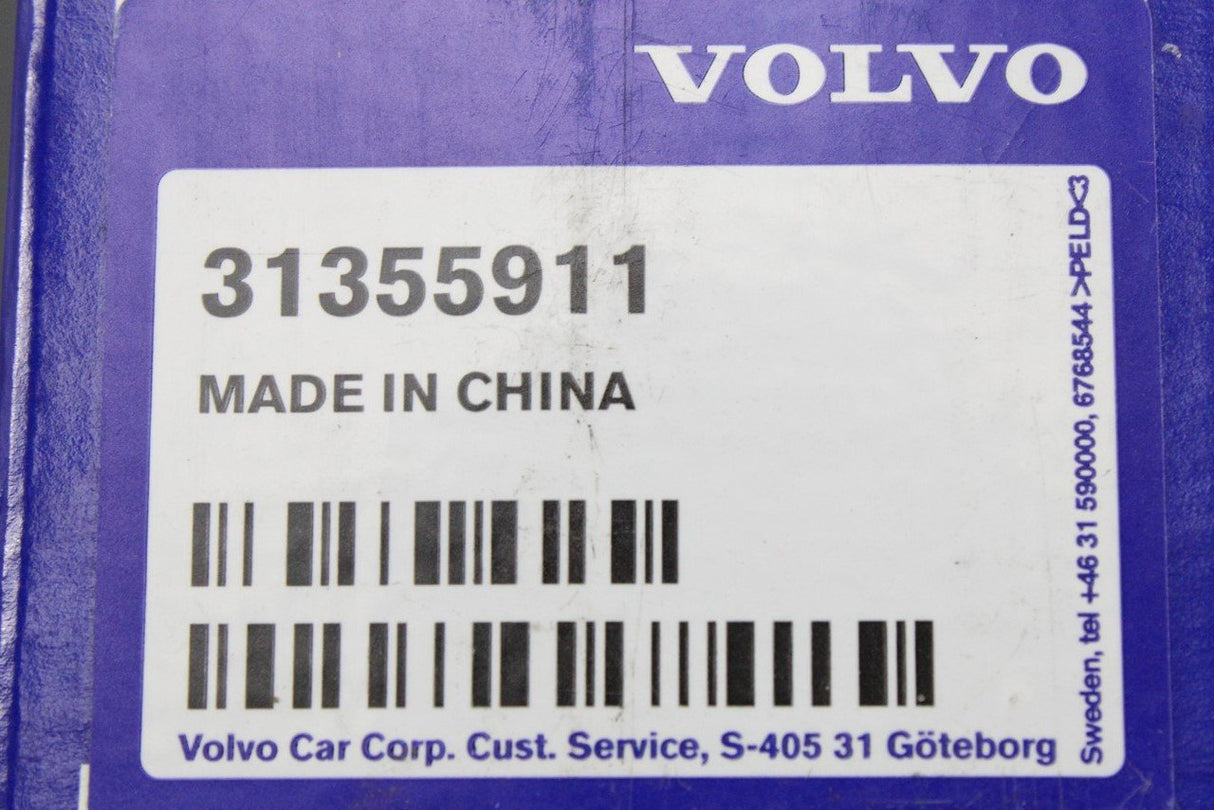 VOLVO
31355911
MADE IN CHINA
Volvo Car Corp. Cust. Service, S-405 31 Göteborg
Sweden, tel +46 31 590000, 6768544 >PELD<3